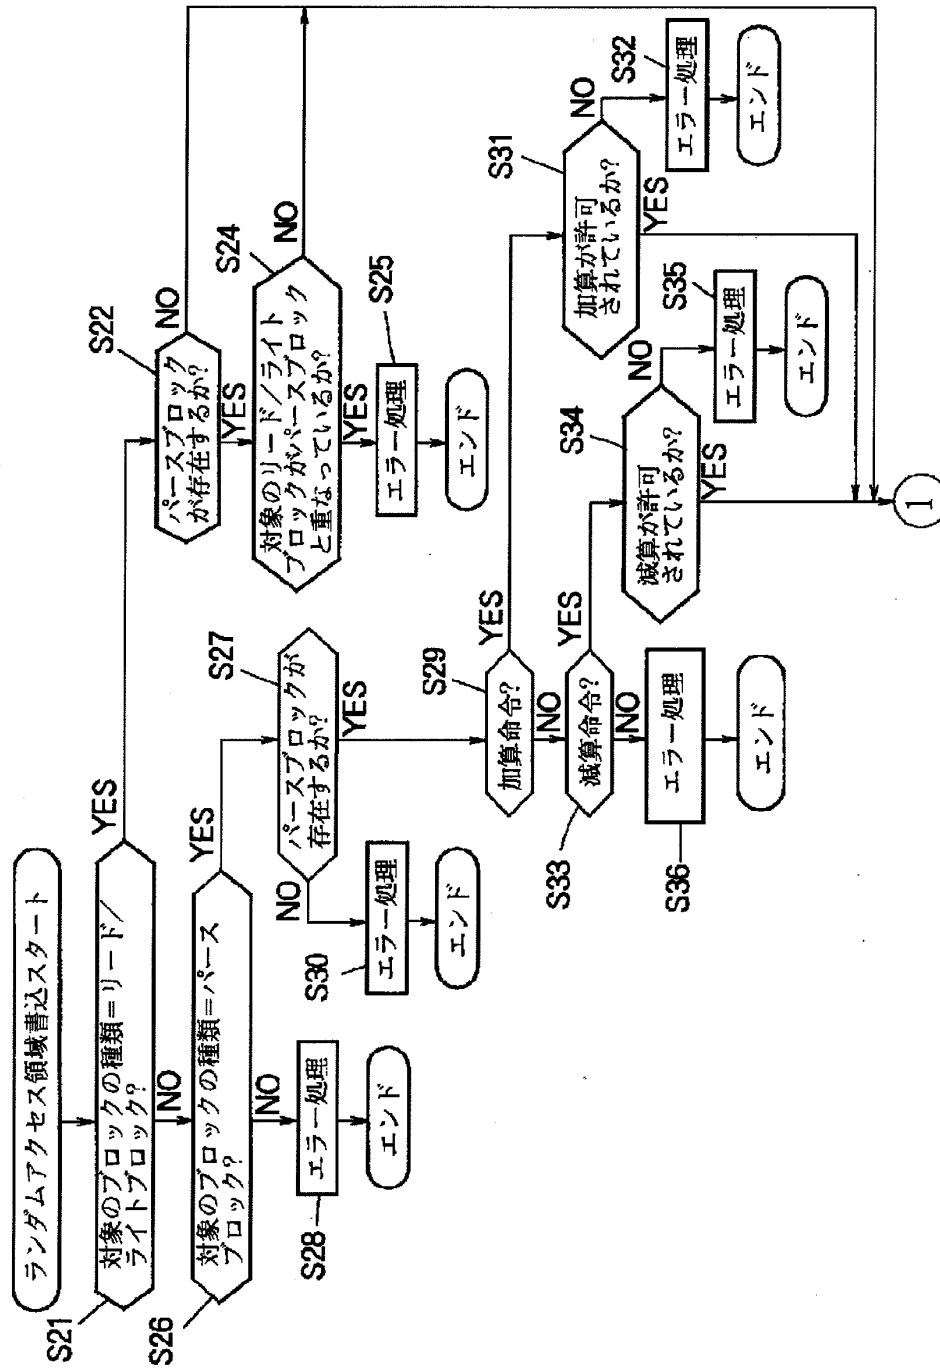 ランダムアクセス領域書込スタート
S21
対象のブロックの種類=リード/
ライトブロック?
YES
NO
S22
パースブロック
が存在するか?
NO
YES
S24
対象のリード/ライト
ブロックがパースブロック
と重なっているか?
NO
YES
S25
エラー処理
エンド
S26
対象のブロックの種類=パース
ブロック?
YES
NO
S28
エラー処理
エンド
S27
パースブロックが
存在するか?
NO
YES
S30
エラー処理
エンド
S29
加算命令?
YES
NO
S31
加算が許可
されているか?
NO
YES
S32
エラー処理
エンド
S33
減算命令?
YES
NO
S34
減算が許可
されているか?
NO
YES
S35
エラー処理
エンド
S36
エラー処理
エンド
1